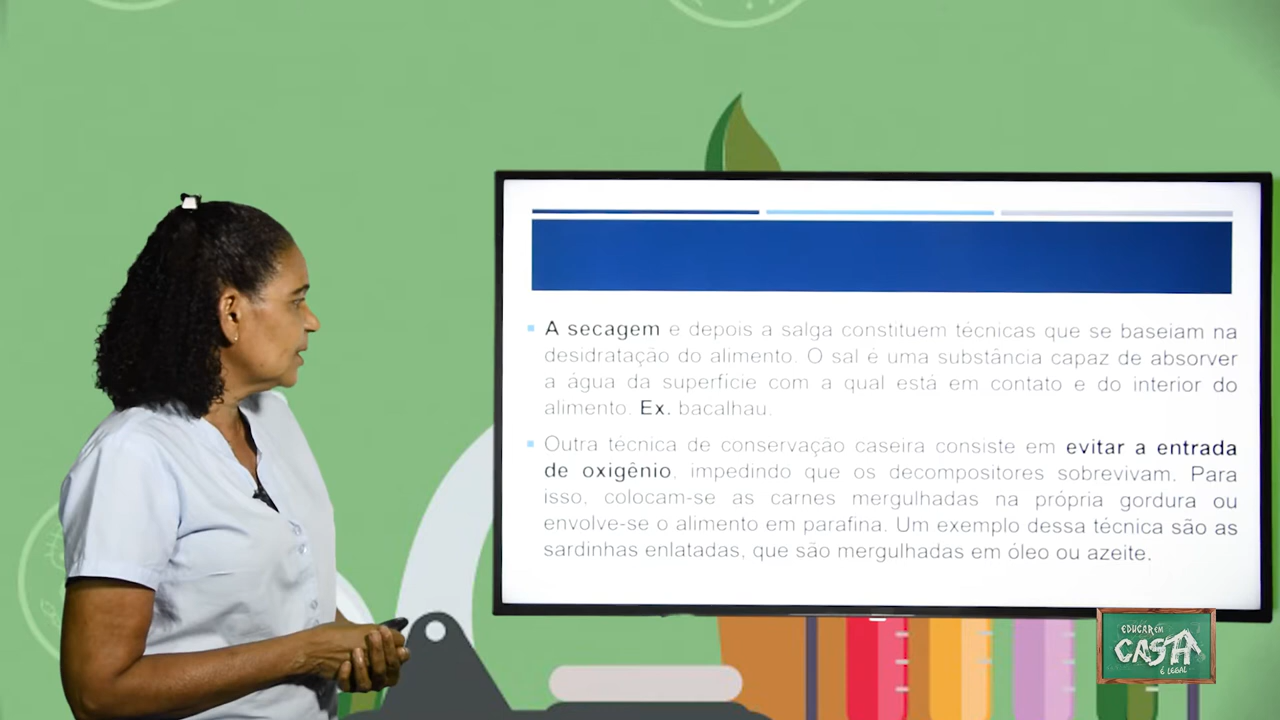 A secagem e depois a salga constituem técnicas que se baseiam na
desidratação do alimento. O sal é uma substância capaz de absorver
a água da superfície com a qual está em contato e do interior do
alimento. Ex. bacalhau.
Outra técnica de conservação caseira consiste em evitar a entrada
de oxigênio, impedindo que os decompositores sobrevivam. Para
isso, colocam-se as carnes mergulhadas na própria gordura ou
envolve-se o alimento em parafina. Um exemplo dessa técnica são as
sardinhas enlatadas, que são mergulhadas em óleo ou azeite.
EDUCAR EM
CASA
É LEGAL